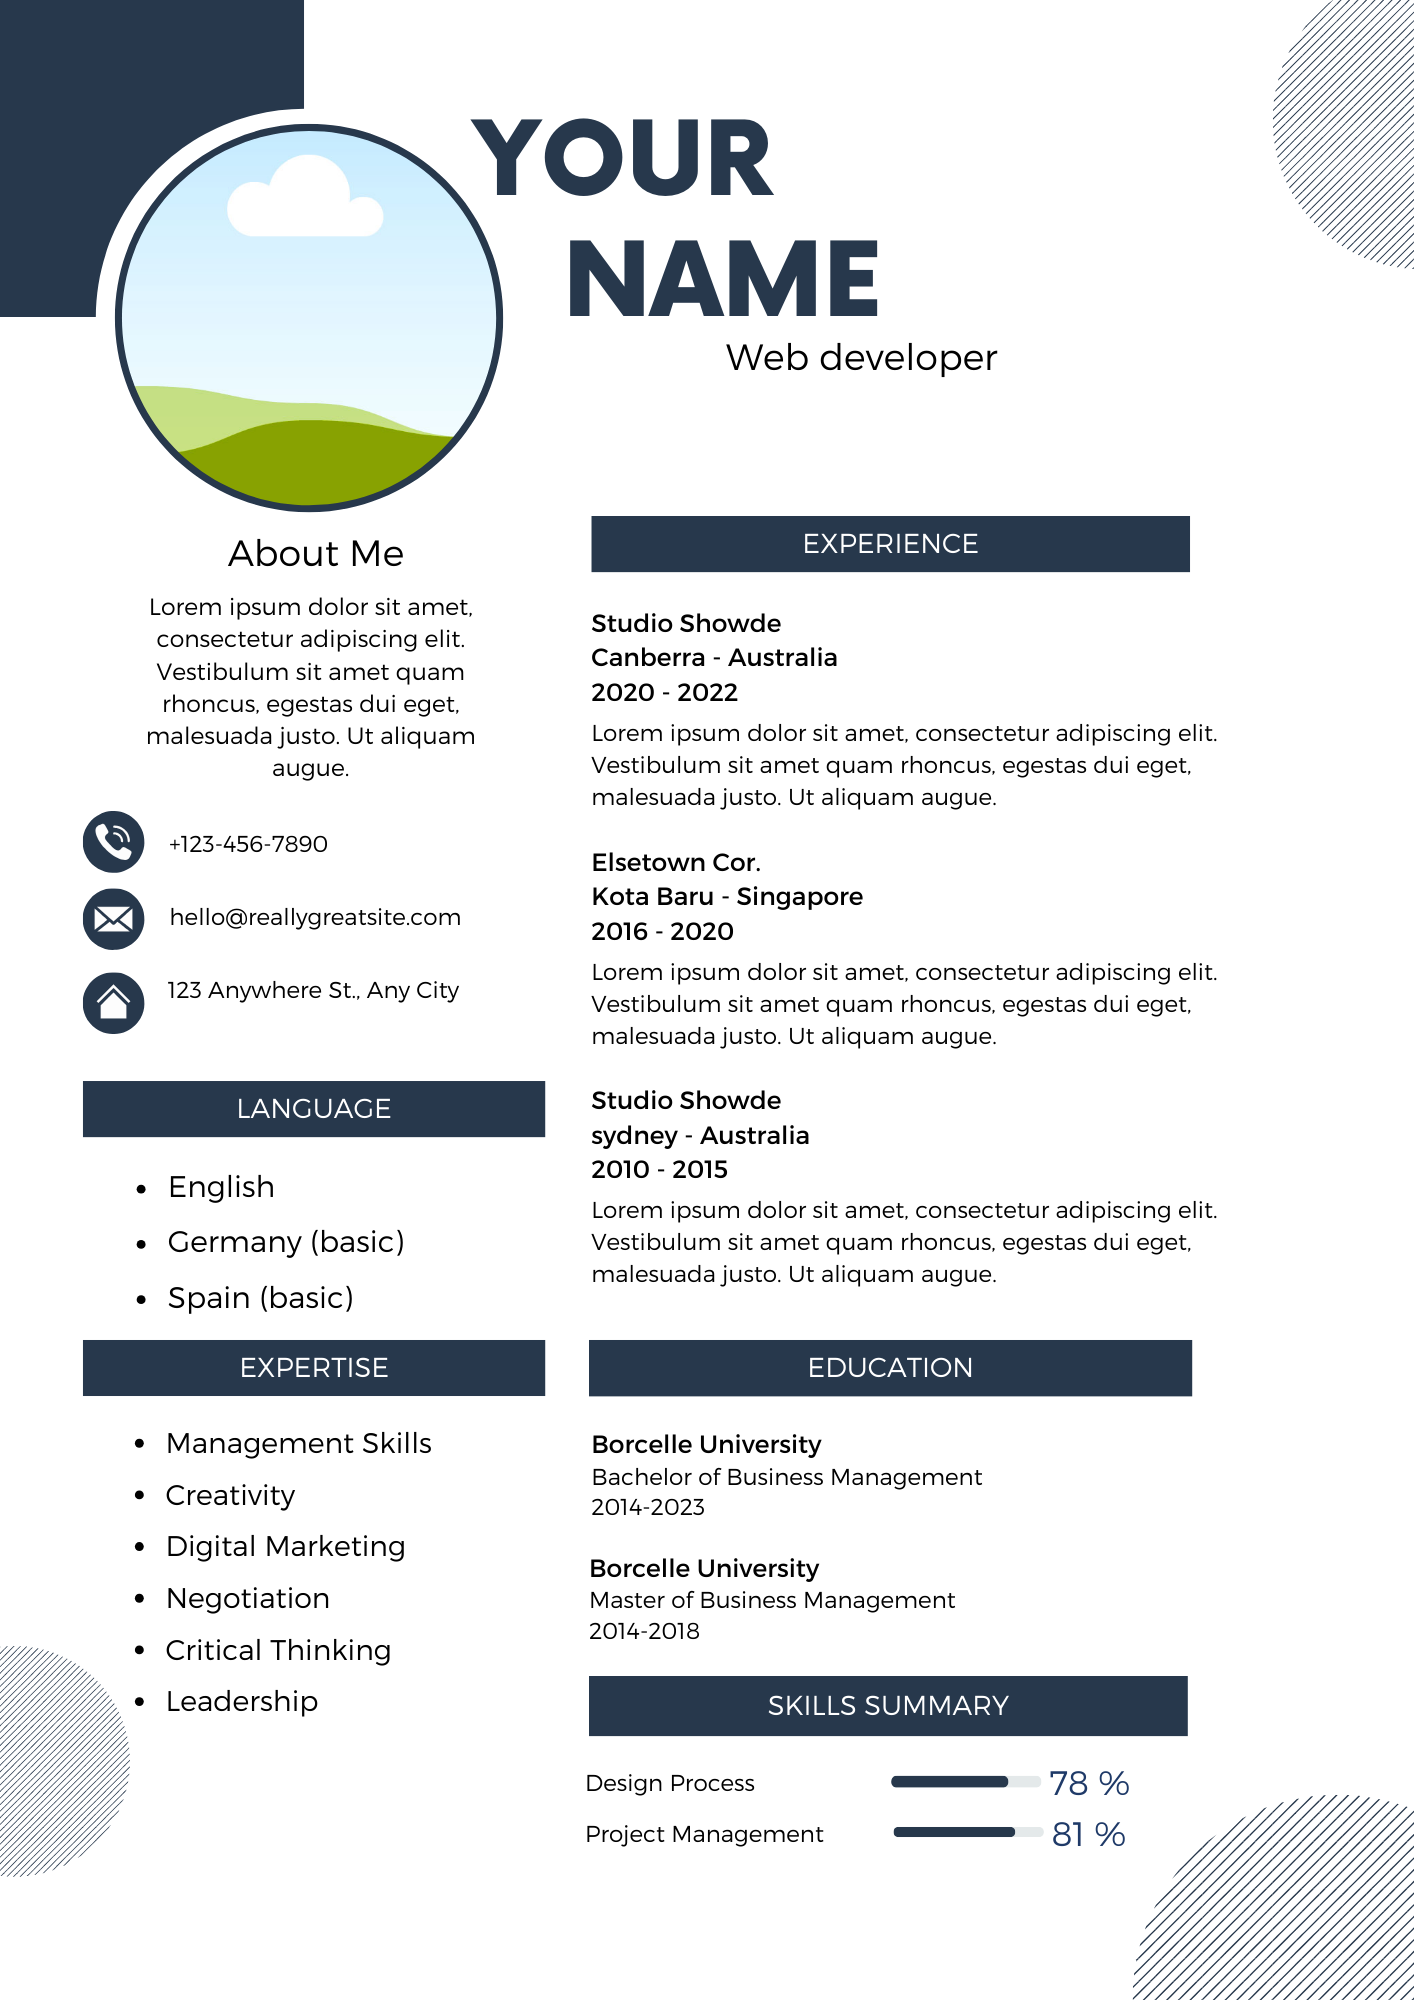 YOUR
NAME
Web developer
About Me
Lorem ipsum dolor sit amet,
consectetur adipiscing elit.
Vestibulum sit amet quam
rhoncus, egestas dui eget,
malesuada justo. Ut aliquam
augue.
+123-456-7890
hello@reallygreatsite.com
123 Anywhere St., Any City
LANGUAGE
English
Germany (basic)
Spain (basic)
EXPERTISE
Management Skills
Creativity
Digital Marketing
Negotiation
Critical Thinking
Leadership
EXPERIENCE
Studio Showde
Canberra - Australia
2020 - 2022
Lorem ipsum dolor sit amet, consectetur adipiscing elit.
Vestibulum sit amet quam rhoncus, egestas dui eget,
malesuada justo. Ut aliquam augue.
Elsetown Cor.
Kota Baru - Singapore
2016 - 2020
Lorem ipsum dolor sit amet, consectetur adipiscing elit.
Vestibulum sit amet quam rhoncus, egestas dui eget,
malesuada justo. Ut aliquam augue.
Studio Showde
sydney - Australia
2010 - 2015
Lorem ipsum dolor sit amet, consectetur adipiscing elit.
Vestibulum sit amet quam rhoncus, egestas dui eget,
malesuada justo. Ut aliquam augue.
EDUCATION
Borcelle University
Bachelor of Business Management
2014-2023
Borcelle University
Master of Business Management
2014-2018
SKILLS SUMMARY
Design Process 78 %
Project Management 81 %